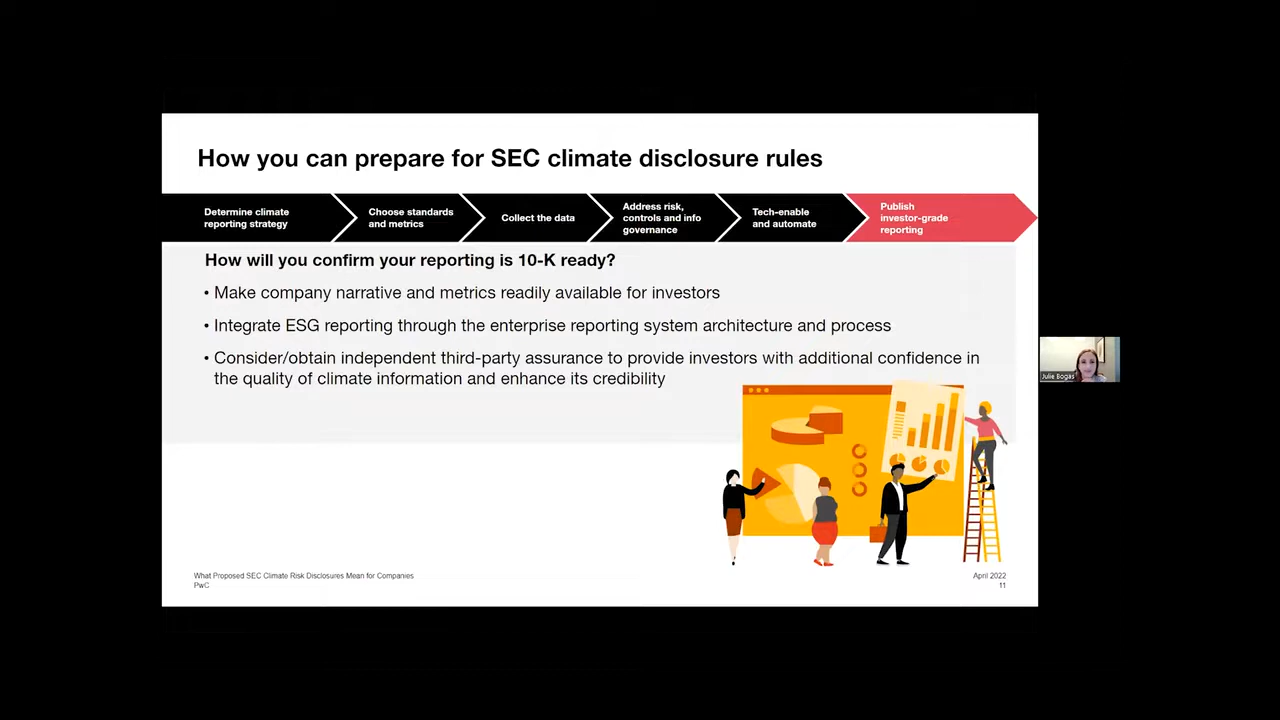 How you can prepare for SEC climate disclosure rules
Determine climate
reporting strategy
Choose standards
and metrics
Collect the data
Address risk,
controls and info
governance
Tech-enable
and automate
Publish
investor-grade
reporting
How will you confirm your reporting is 10-K ready?
• Make company narrative and metrics readily available for investors
• Integrate ESG reporting through the enterprise reporting system architecture and process
• Consider/obtain independent third-party assurance to provide investors with additional confidence in
the quality of climate information and enhance its credibility
Julie Bogas
What Proposed SEC Climate Risk Disclosures Mean for Companies
PwC
April 2022
11